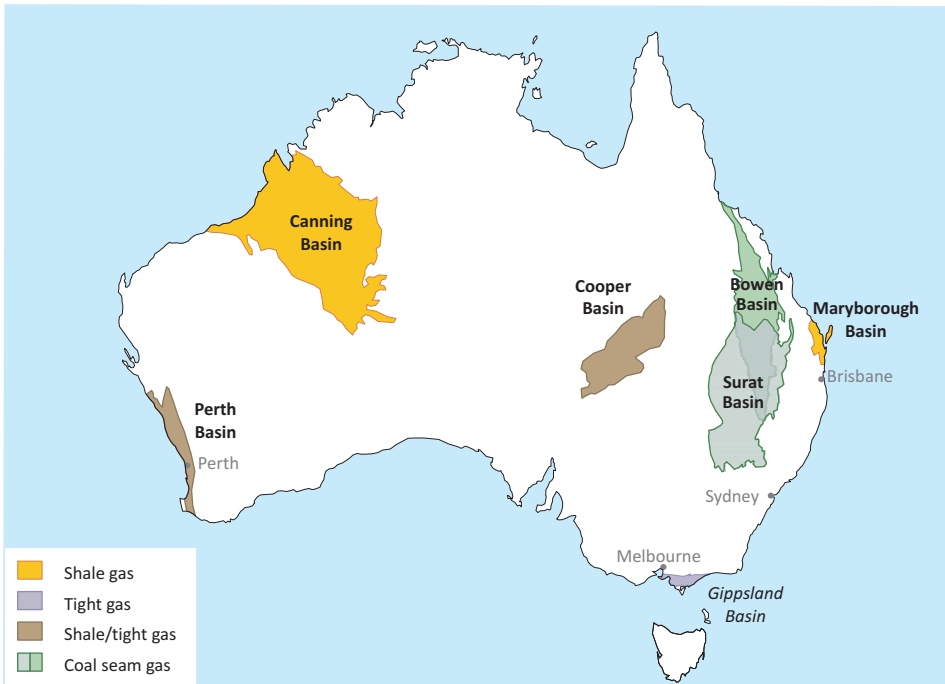 Canning
Basin
Cooper
Basin
Bowen
Basin
Maryborough
Basin
Surat
Basin
Brisbane
Perth
Basin
Perth
Sydney
Melbourne
Gippsland
Basin
Shale gas
Tight gas
Shale/tight gas
Coal seam gas